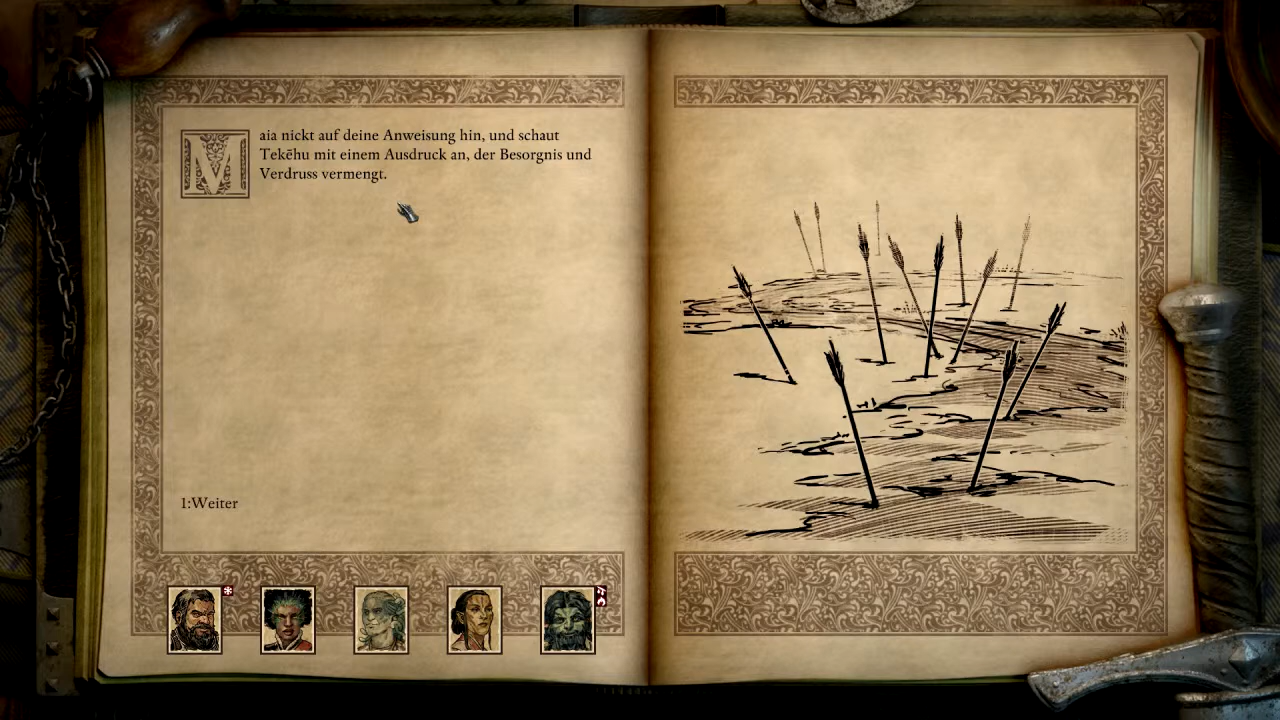 Maia nickt auf deine Anweisung hin, und schaut
Tekēhu mit einem Ausdruck an, der Besorgnis und
Verdruss vermengt.
1:Weiter